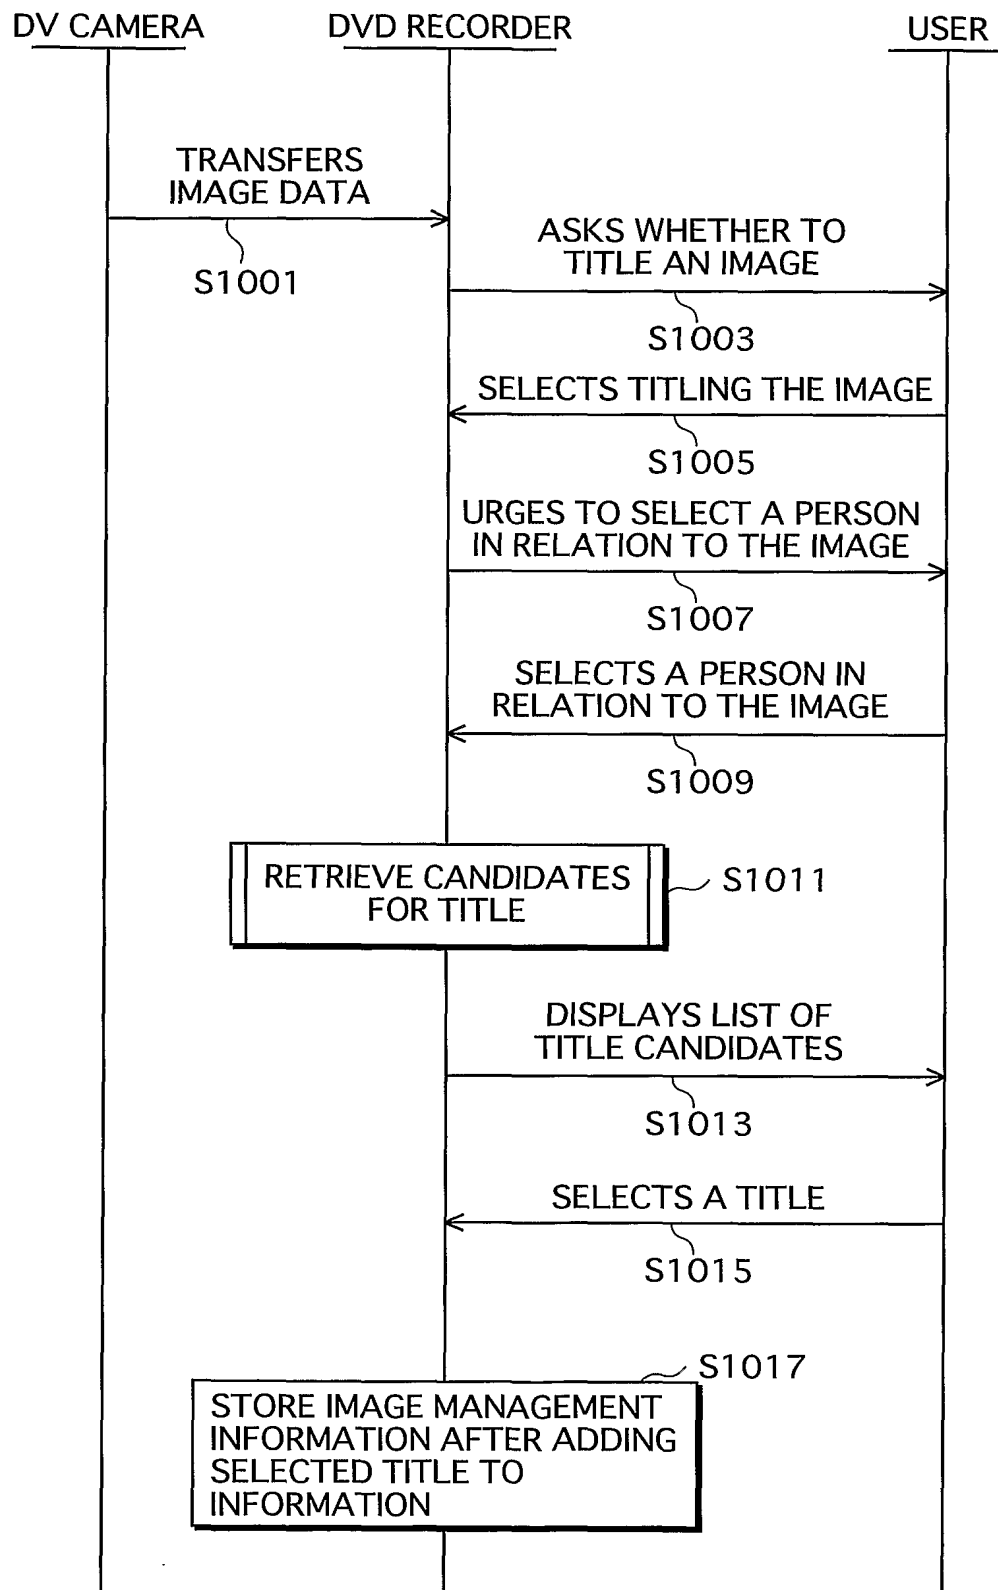 DV CAMERA
DVD RECORDER
USER
TRANSFERS
IMAGE DATA
S1001
ASKS WHETHER TO
TITLE AN IMAGE
S1003
SELECTS TITLING THE IMAGE
S1005
URGES TO SELECT A PERSON
IN RELATION TO THE IMAGE
S1007
SELECTS A PERSON IN
RELATION TO THE IMAGE
S1009
RETRIEVE CANDIDATES
FOR TITLE
S1011
DISPLAYS LIST OF
TITLE CANDIDATES
S1013
SELECTS A TITLE
S1015
S1017
STORE IMAGE MANAGEMENT
INFORMATION AFTER ADDING
SELECTED TITLE TO
INFORMATION